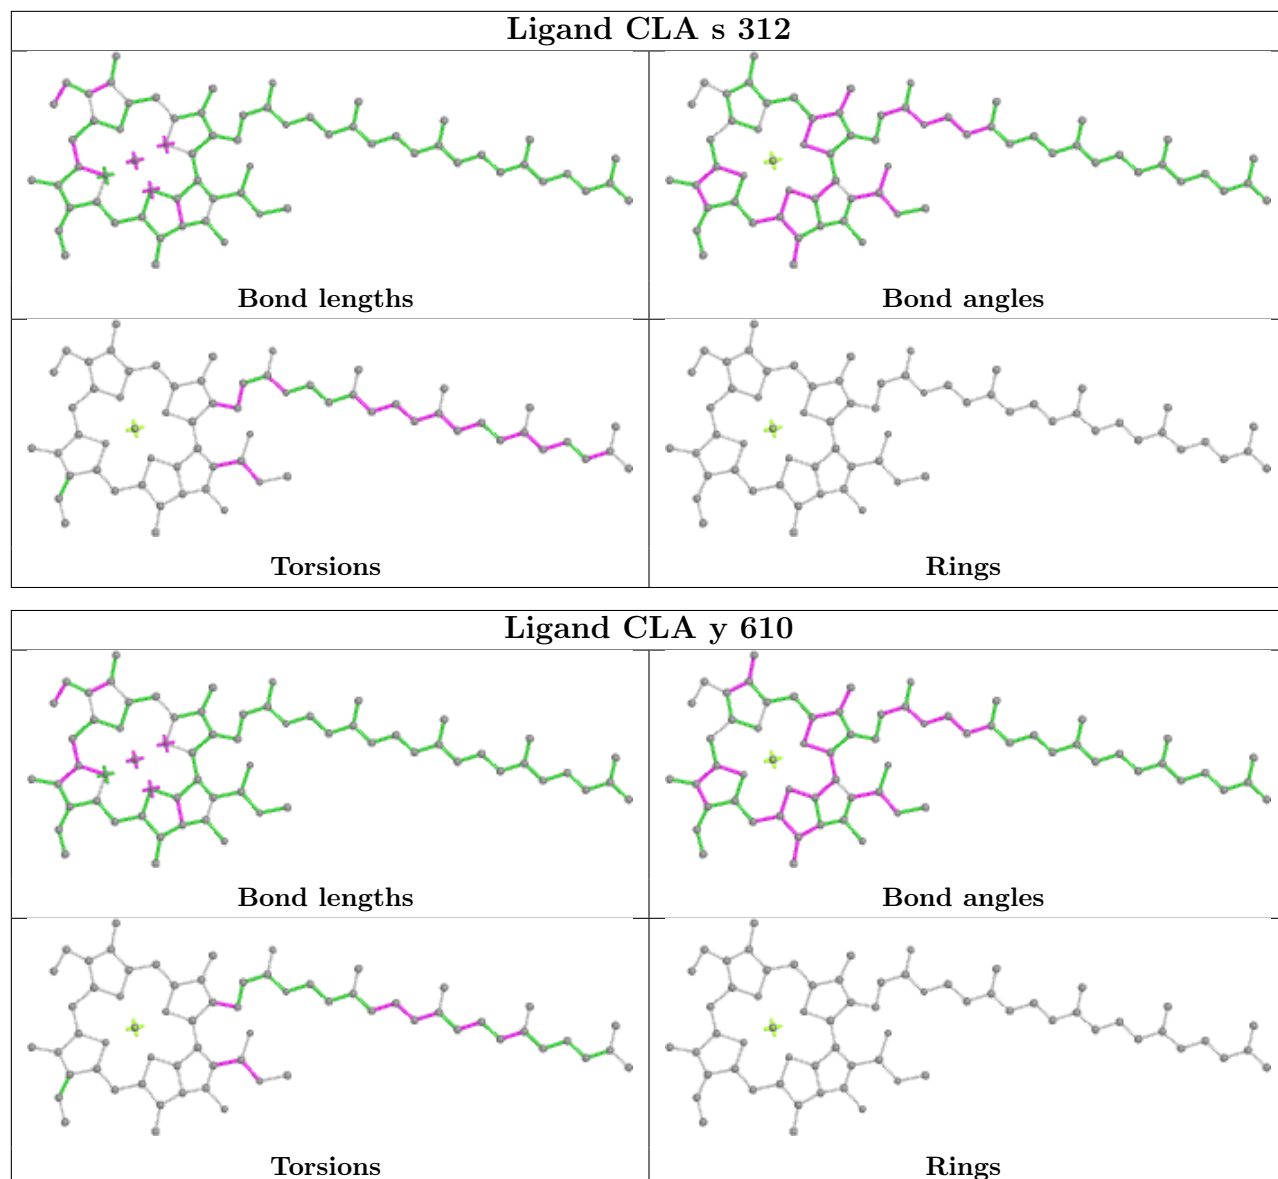 Ligand CLA s 312
Bond lengths
Bond angles
Torsions
Rings
Ligand CLA y 610
Bond lengths
Bond angles
Torsions
Rings